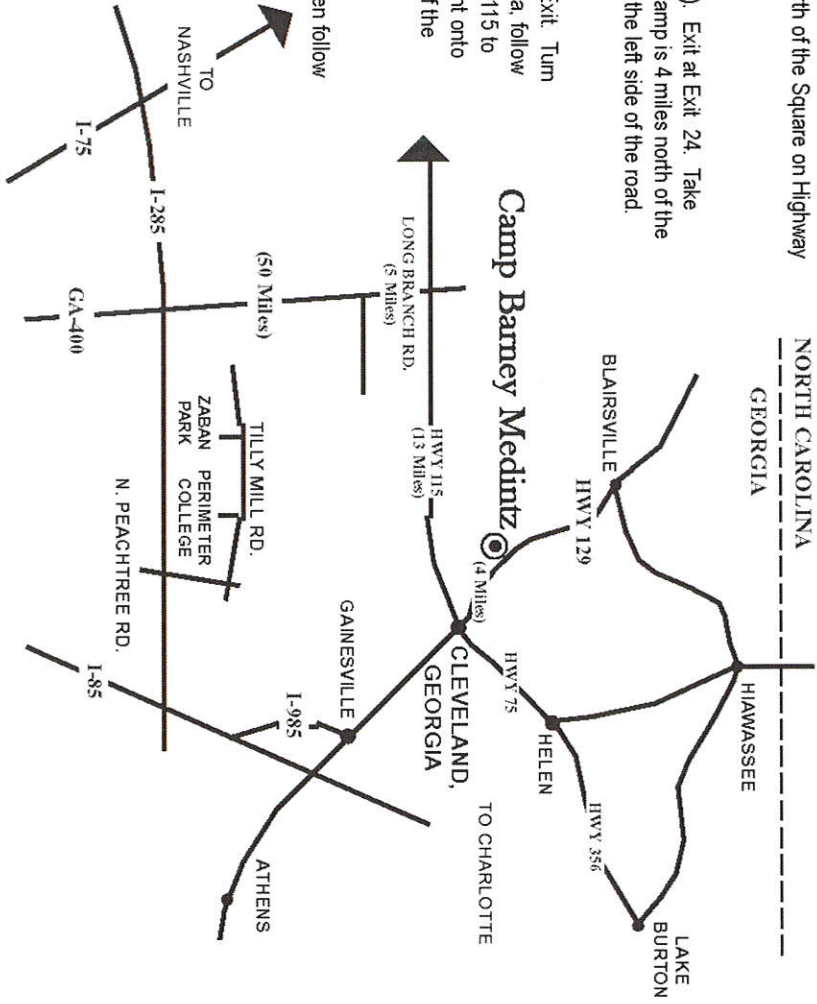 th of the Square on Highway
). Exit at Exit 24. Take
amp is 4 miles north of the
the left side of the road.
Exit. Turn
a, follow
115 to
nt onto
f the
en follow
NORTH CAROLINA
GEORGIA
BLAIRSVILLE
HIAWASSEE
HWY 129
Camp Barney Medintz
(4 Miles)
HWY 75
HELEN
HWY 356
LAKE
BURTON
LONG BRANCH RD.
(5 Miles)
HWY 115
(13 Miles)
CLEVELAND,
GEORGIA
TO CHARLOTTE
GAINESVILLE
I-985
ATHENS
TO
NASHVILLE
I-75
I-285
(50 Miles)
GA-400
TILLY MILL RD.
ZABAN
PARK
PERIMETER
COLLEGE
N. PEACHTREE RD.
I-85